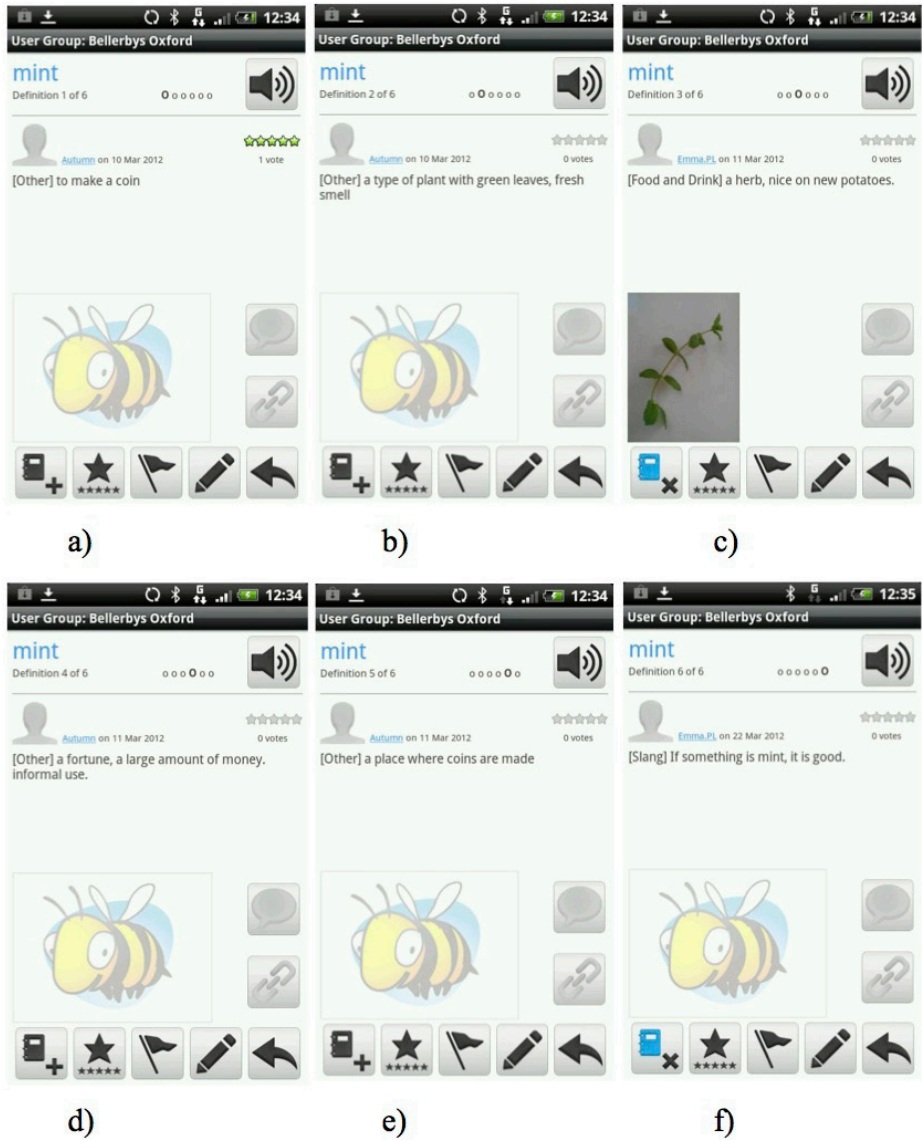 12:34
User Group: Bellerbys Oxford
mint
Definition 1 of 6
Autumn on 10 Mar 2012
1 vote
[Other] to make a coin
a)
12:34
User Group: Bellerbys Oxford
mint
Definition 2 of 6
Autumn on 10 Mar 2012
0 votes
[Other] a type of plant with green leaves, fresh
smell
b)
12:34
User Group: Bellerbys Oxford
mint
Definition 3 of 6
Emma.PL on 11 Mar 2012
0 votes
[Food and Drink] a herb, nice on new potatoes.
c)
12:34
User Group: Bellerbys Oxford
mint
Definition 4 of 6
Autumn on 11 Mar 2012
0 votes
[Other] a fortune, a large amount of money.
informal use.
d)
12:34
User Group: Bellerbys Oxford
mint
Definition 5 of 6
Autumn on 11 Mar 2012
0 votes
[Other] a place where coins are made
e)
12:35
User Group: Bellerbys Oxford
mint
Definition 6 of 6
Emma.PL on 22 Mar 2012
0 votes
[Slang] If something is mint, it is good.
f)